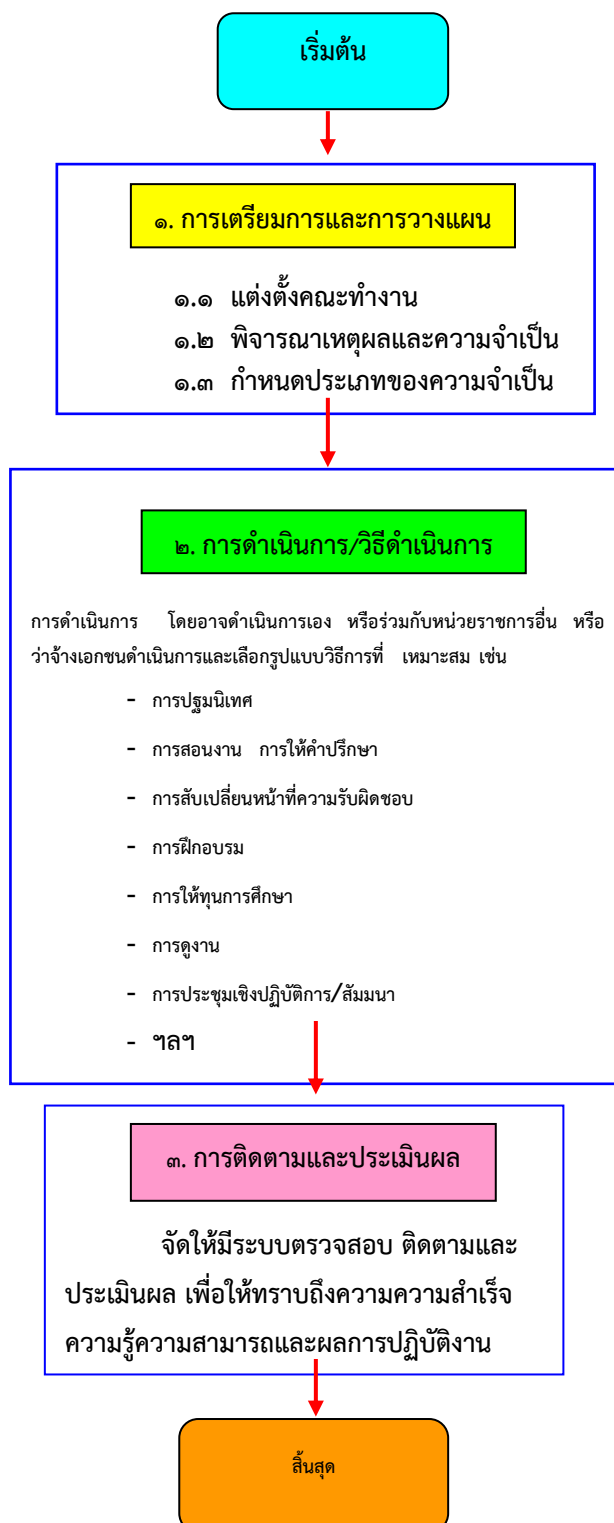 เริ่มต้น
๑. การเตรียมการและการวางแผน
๑.๑ แต่งตั้งคณะทำงาน
๑.๒ พิจารณาเหตุผลและความจำเป็น
๑.๓ กำหนดประเภทของความจำเป็น
๒. การดำเนินการ/วิธีดำเนินการ
การดำเนินการ โดยอาจดำเนินการเอง หรือร่วมกับหน่วยราชการอื่น หรือ
ว่าจ้างเอกชนดำเนินการและเลือกรูปแบบวิธีการที่ เหมาะสม เช่น
- การปฐมนิเทศ
- การสอนงาน การให้คำปรึกษา
- การสับเปลี่ยนหน้าที่ความรับผิดชอบ
- การฝึกอบรม
- การให้ทุนการศึกษา
- การดูงาน
- การประชุมเชิงปฏิบัติการ/สัมมนา
- ฯลฯ
๓. การติดตามและประเมินผล
จัดให้มีระบบตรวจสอบ ติดตามและ
ประเมินผล เพื่อให้ทราบถึงความความสำเร็จ
ความรู้ความสามารถและผลการปฏิบัติงาน
สิ้นสุด